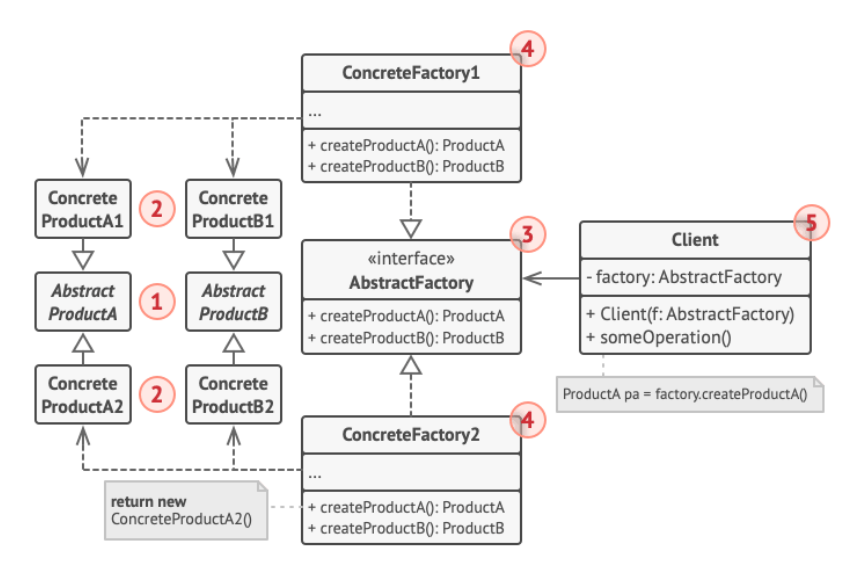 ConcreteFactory1
4
...
+ createProductA(): ProductA
+ createProductB(): ProductB
Concrete
ProductA1
2
Concrete
ProductB1
Abstract
ProductA
1
Abstract
ProductB
Concrete
ProductA2
2
Concrete
ProductB2
«interface»
AbstractFactory
3
+ createProductA(): ProductA
+ createProductB(): ProductB
Client
5
- factory: AbstractFactory
+ Client(f: AbstractFactory)
+ someOperation()
ProductA pa = factory.createProductA()
ConcreteFactory2
4
...
+ createProductA(): ProductA
+ createProductB(): ProductB
return new
ConcreteProductA2()